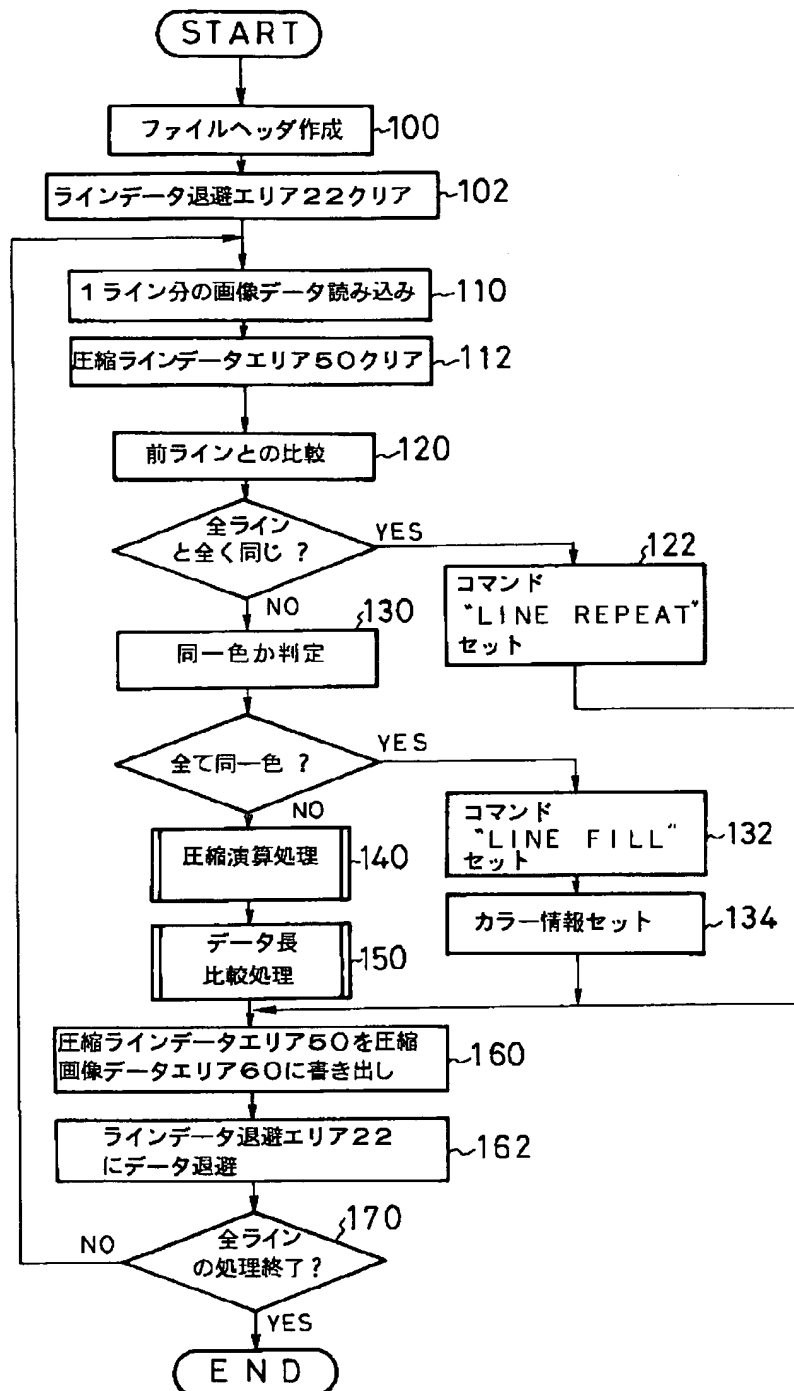 START
ファイルヘッダ作成
100
ラインデータ退避エリア22クリア
102
1ライン分の画像データ読み込み
110
圧縮ラインデータエリア50クリア
112
前ラインとの比較
120
全ライン
と全く同じ ?
YES
NO
122
コマンド
"LINE REPEAT"
セット
130
同一色か判定
全て同一色 ?
YES
NO
コマンド
"LINE FILL"
セット
132
カラー情報セット
134
圧縮演算処理
140
データ長
比較処理
150
圧縮ラインデータエリア50を圧縮
画像データエリア60に書き出し
160
ラインデータ退避エリア22
にデータ退避
162
170
全ライン
の処理終了?
NO
YES
END